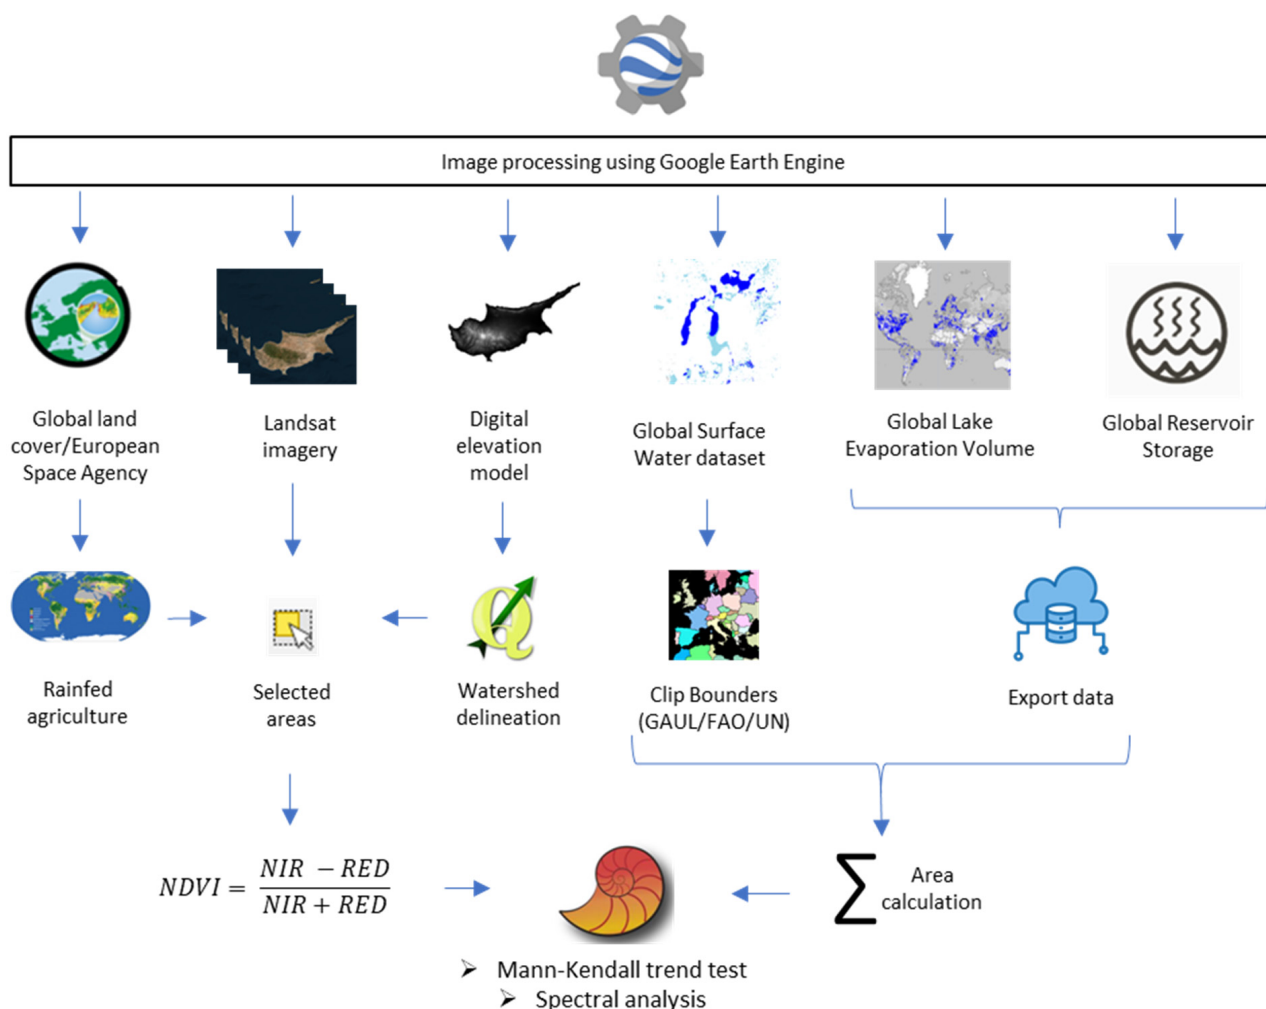 Image processing using Google Earth Engine
Global land
cover/European
Space Agency
Landsat
imagery
Digital
elevation
model
Global Surface
Water dataset
Global Lake
Evaporation Volume
Global Reservoir
Storage
Rainfed
agriculture
Selected
areas
Watershed
delineation
Clip Bounders
(GAUL/FAO/UN)
Export data
NDVI = \frac{NIR - RED}{NIR + RED}
Area
calculation
➢ Mann-Kendall trend test
➢ Spectral analysis